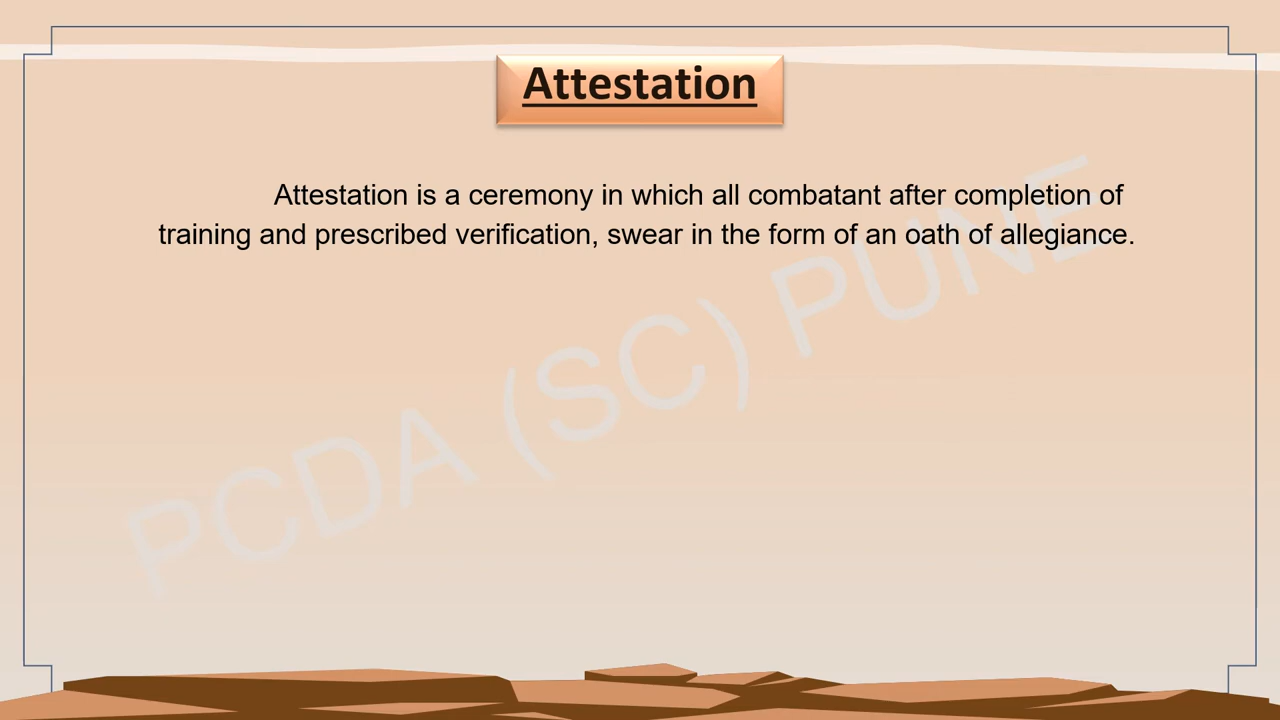 Attestation
Attestation is a ceremony in which all combatant after completion of
training and prescribed verification, swear in the form of an oath of allegiance.
PCDA (SC) PUNE